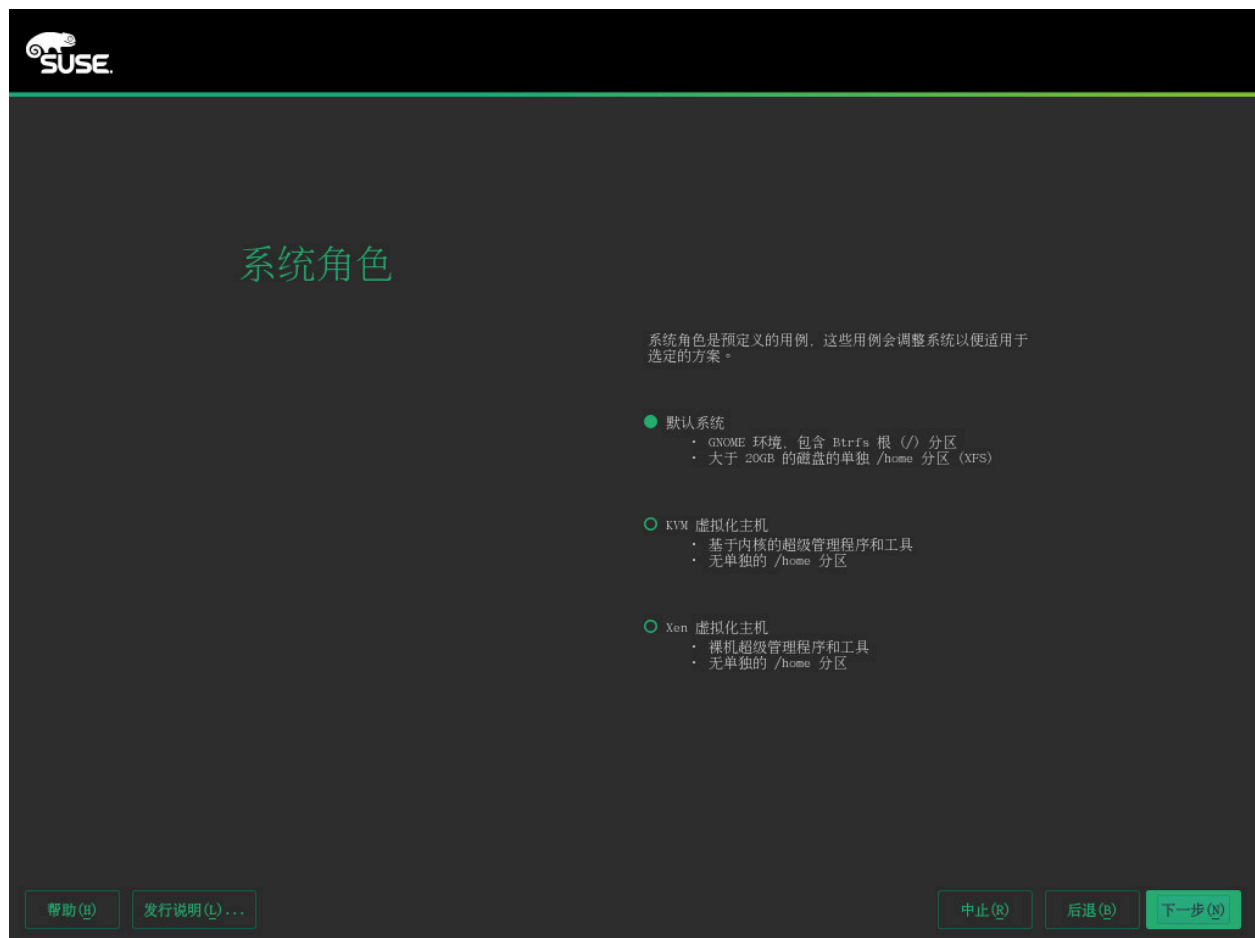 SUSE.
系统角色
系统角色是预定义的用例，这些用例会调整系统以便适用于
选定的方案。
默认系统
· GNOME 环境，包含 Btrfs 根 (/) 分区
· 大于 20GB 的磁盘的单独 /home 分区 (XFS)
KVM 虚拟化主机
· 基于内核的超级管理程序和工具
· 无单独的 /home 分区
Xen 虚拟化主机
· 裸机超级管理程序和工具
· 无单独的 /home 分区
帮助(H) 发行说明(L)... 中止(R) 后退(B) 下一步(N)